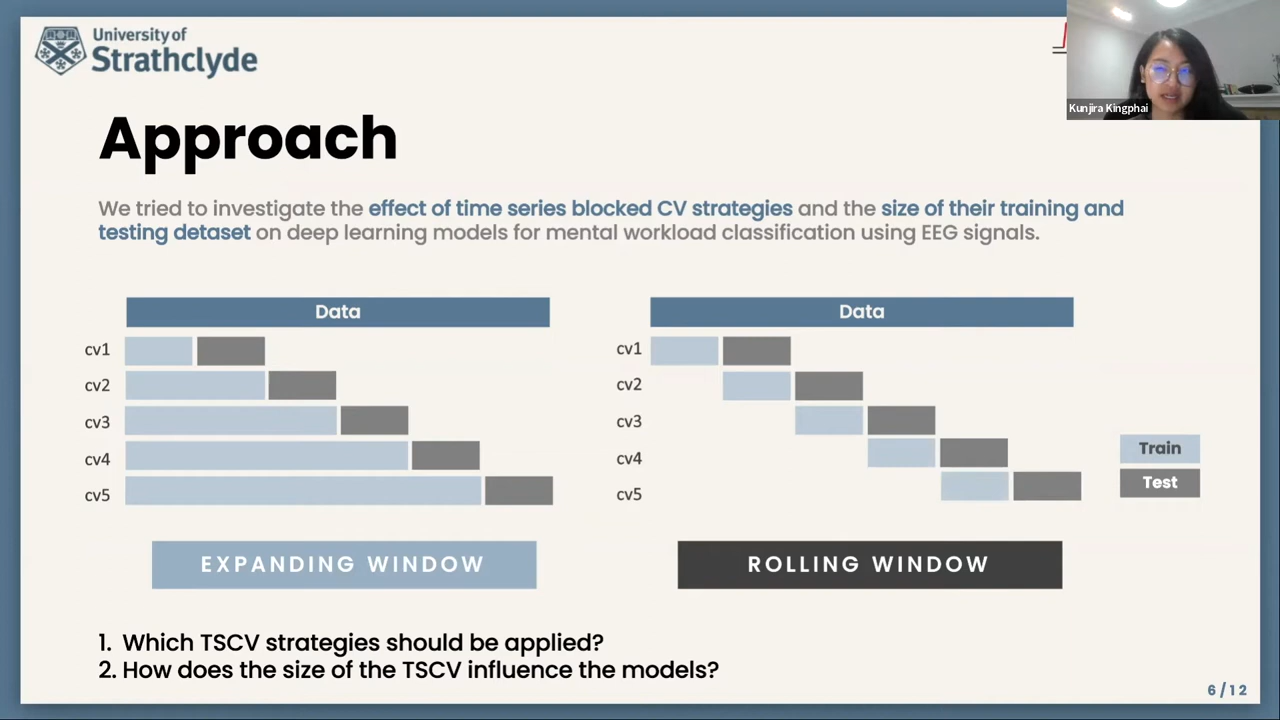 University of
Strathclyde
Kunjira Kingphai
Approach
We tried to investigate the effect of time series blocked CV strategies and the size of their training and
testing detaset on deep learning models for mental workload classification using EEG signals.
Data
cv1
cv2
cv3
cv4
cv5
EXPANDING WINDOW
Data
cv1
cv2
cv3
cv4
cv5
ROLLING WINDOW
Train
Test
1. Which TSCV strategies should be applied?
2. How does the size of the TSCV influence the models?
6/12